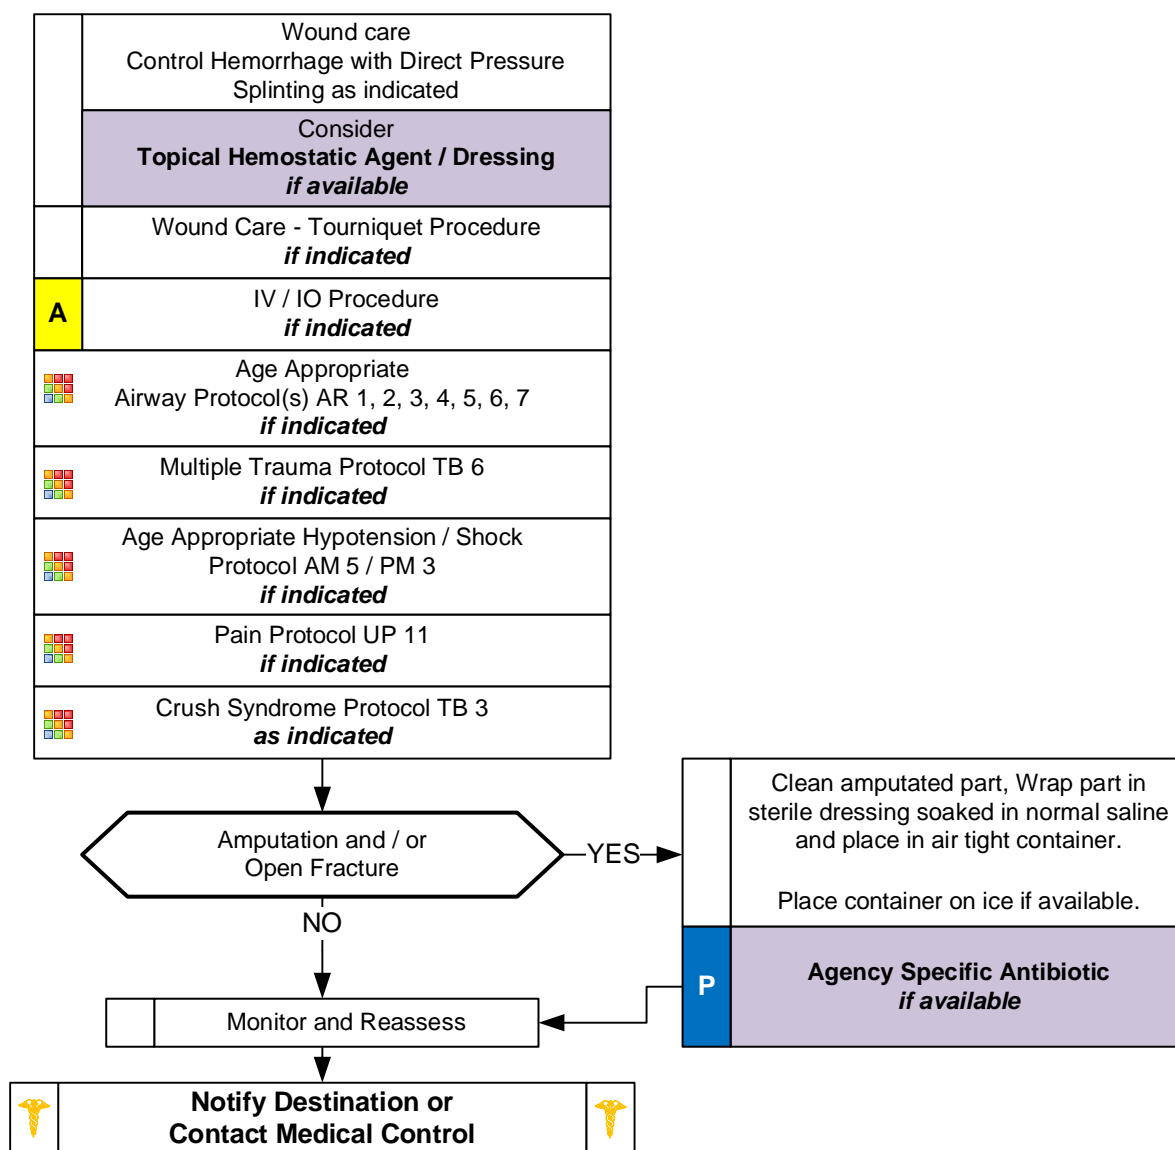 Wound care
Control Hemorrhage with Direct Pressure
Splinting as indicated
Consider
Topical Hemostatic Agent / Dressing
if available
Wound Care - Tourniquet Procedure
if indicated
A
IV / IO Procedure
if indicated
Age Appropriate
Airway Protocol(s) AR 1, 2, 3, 4, 5, 6, 7
if indicated
Multiple Trauma Protocol TB 6
if indicated
Age Appropriate Hypotension / Shock
Protocol AM 5 / PM 3
if indicated
Pain Protocol UP 11
if indicated
Crush Syndrome Protocol TB 3
as indicated
Amputation and / or
Open Fracture
YES
Clean amputated part, Wrap part in
sterile dressing soaked in normal saline
and place in air tight container.
Place container on ice if available.
P
Agency Specific Antibiotic
if available
NO
Monitor and Reassess
Notify Destination or
Contact Medical Control